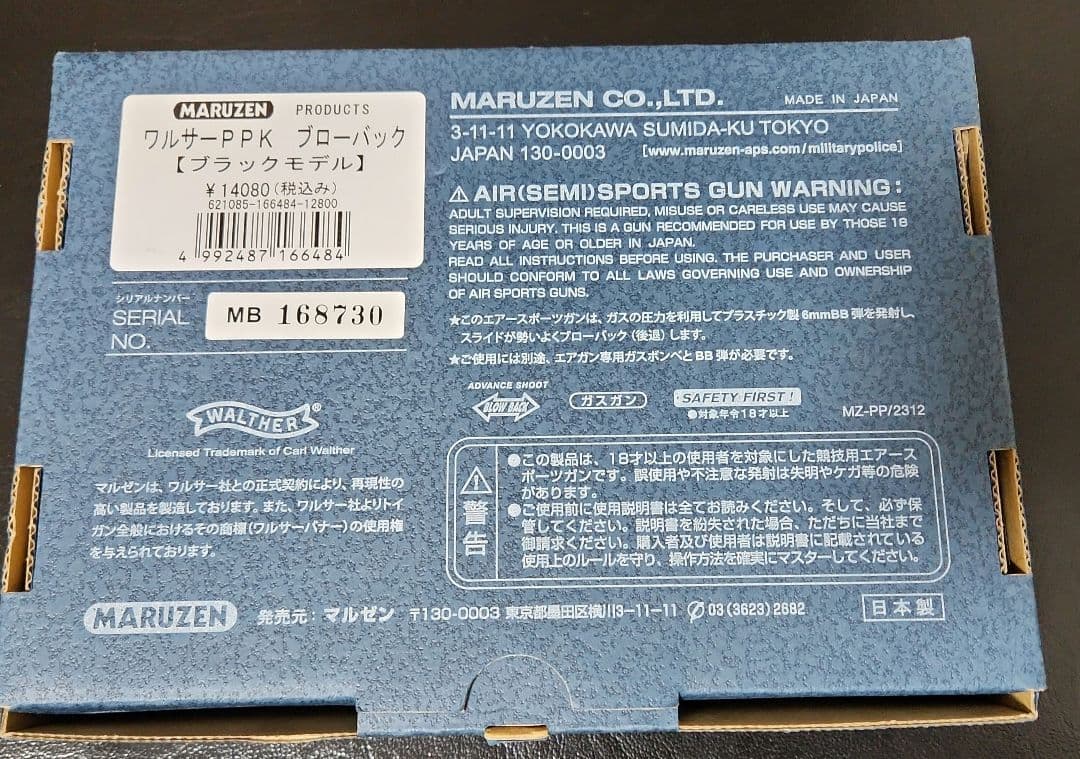 MARUZEN PRODUCTS
ワルサーPPK ブローバック
【ブラックモデル】
￥14080(税込み)
621085-166484-12800
4 992487 166484
シリアルナンバー
SERIAL
NO.
MB 168730
WALTHER®
Licensed Trademark of Carl Walther
マルゼンは、ワルサー社との正式契約により、再現性の
高い製品を製造しております。また、ワルサー社よりトイ
ガン全般におけるその商標(ワルサーバナー)の使用権
を与えられております。
MARUZEN CO.,LTD. MADE IN JAPAN
3-11-11 YOKOKAWA SUMIDA-KU TOKYO
JAPAN 130-0003 [www.maruzen-aps.com/militarypolice]
⚠AIR(SEMI)SPORTS GUN WARNING:
ADULT SUPERVISION REQUIRED, MISUSE OR CARELESS USE MAY CAUSE
SERIOUS INJURY. THIS IS A GUN RECOMMENDED FOR USE BY THOSE 18
YEARS OF AGE OR OLDER IN JAPAN.
READ ALL INSTRUCTIONS BEFORE USING. THE PURCHASER AND USER
SHOULD CONFORM TO ALL LAWS GOVERNING USE AND OWNERSHIP
OF AIR SPORTS GUNS.
★このエアースポーツガンは、ガスの圧力を利用してプラスチック製6mmBB弾を発射し、
スライドが勢いよくブローバック(後退)します。
★ご使用には別途、エアガン専用ガスボンベとBB弾が必要です。
ADVANCE SHOOT
BLOW BACK
ガスガン
SAFETY FIRST!
●対象年令18才以上
MZ-PP/2312
警告
●この製品は、18才以上の使用者を対象にした競技用エアース
ポーツガンです。誤使用や不注意な発射は失明やケガ等の危険
があります。
●ご使用前に使用説明書は全てお読みください。そして、必ず保
管してください。説明書を紛失された場合、ただちに当社まで
御請求ください。購入者及び使用者は説明書に記載されている
使用上のルールを守り、操作方法を確実にマスターしてください。
MARUZEN 発売元：マルゼン 〒130-0003 東京都墨田区横川3-11-11 ✆03(3623)2682 日本製